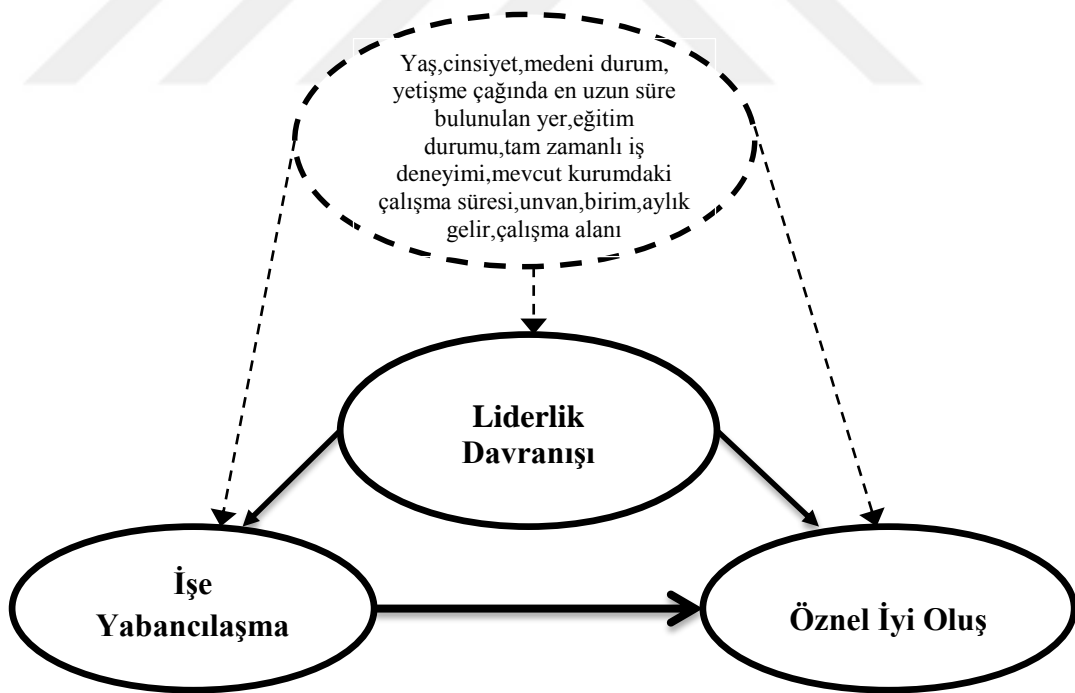 Yaş,cinsiyet,medeni durum,
yetişme çağında en uzun süre
bulunulan yer,eğitim
durumu,tam zamanlı iş
deneyimi,mevcut kurumdaki
çalışma süresi,unvan,birim,aylık
gelir,çalışma alanı
Liderlik
Davranışı
İşe
Yabancılaşma
Öznel İyi Oluş